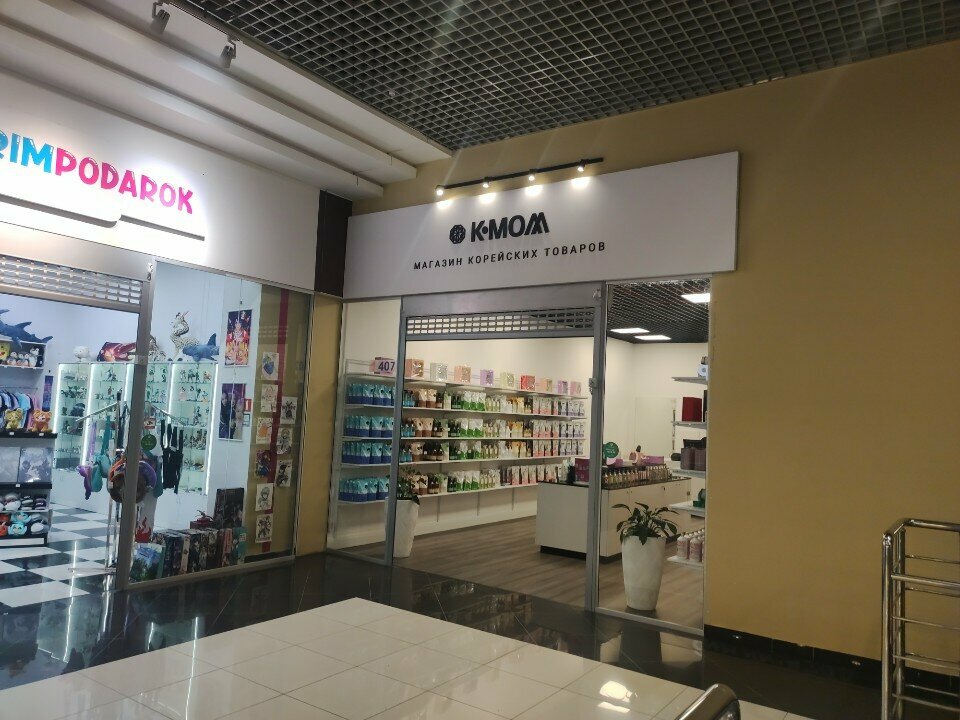 RIMPODAROK
K·MOM
МАГАЗИН КОРЕЙСКИХ ТОВАРОВ
407